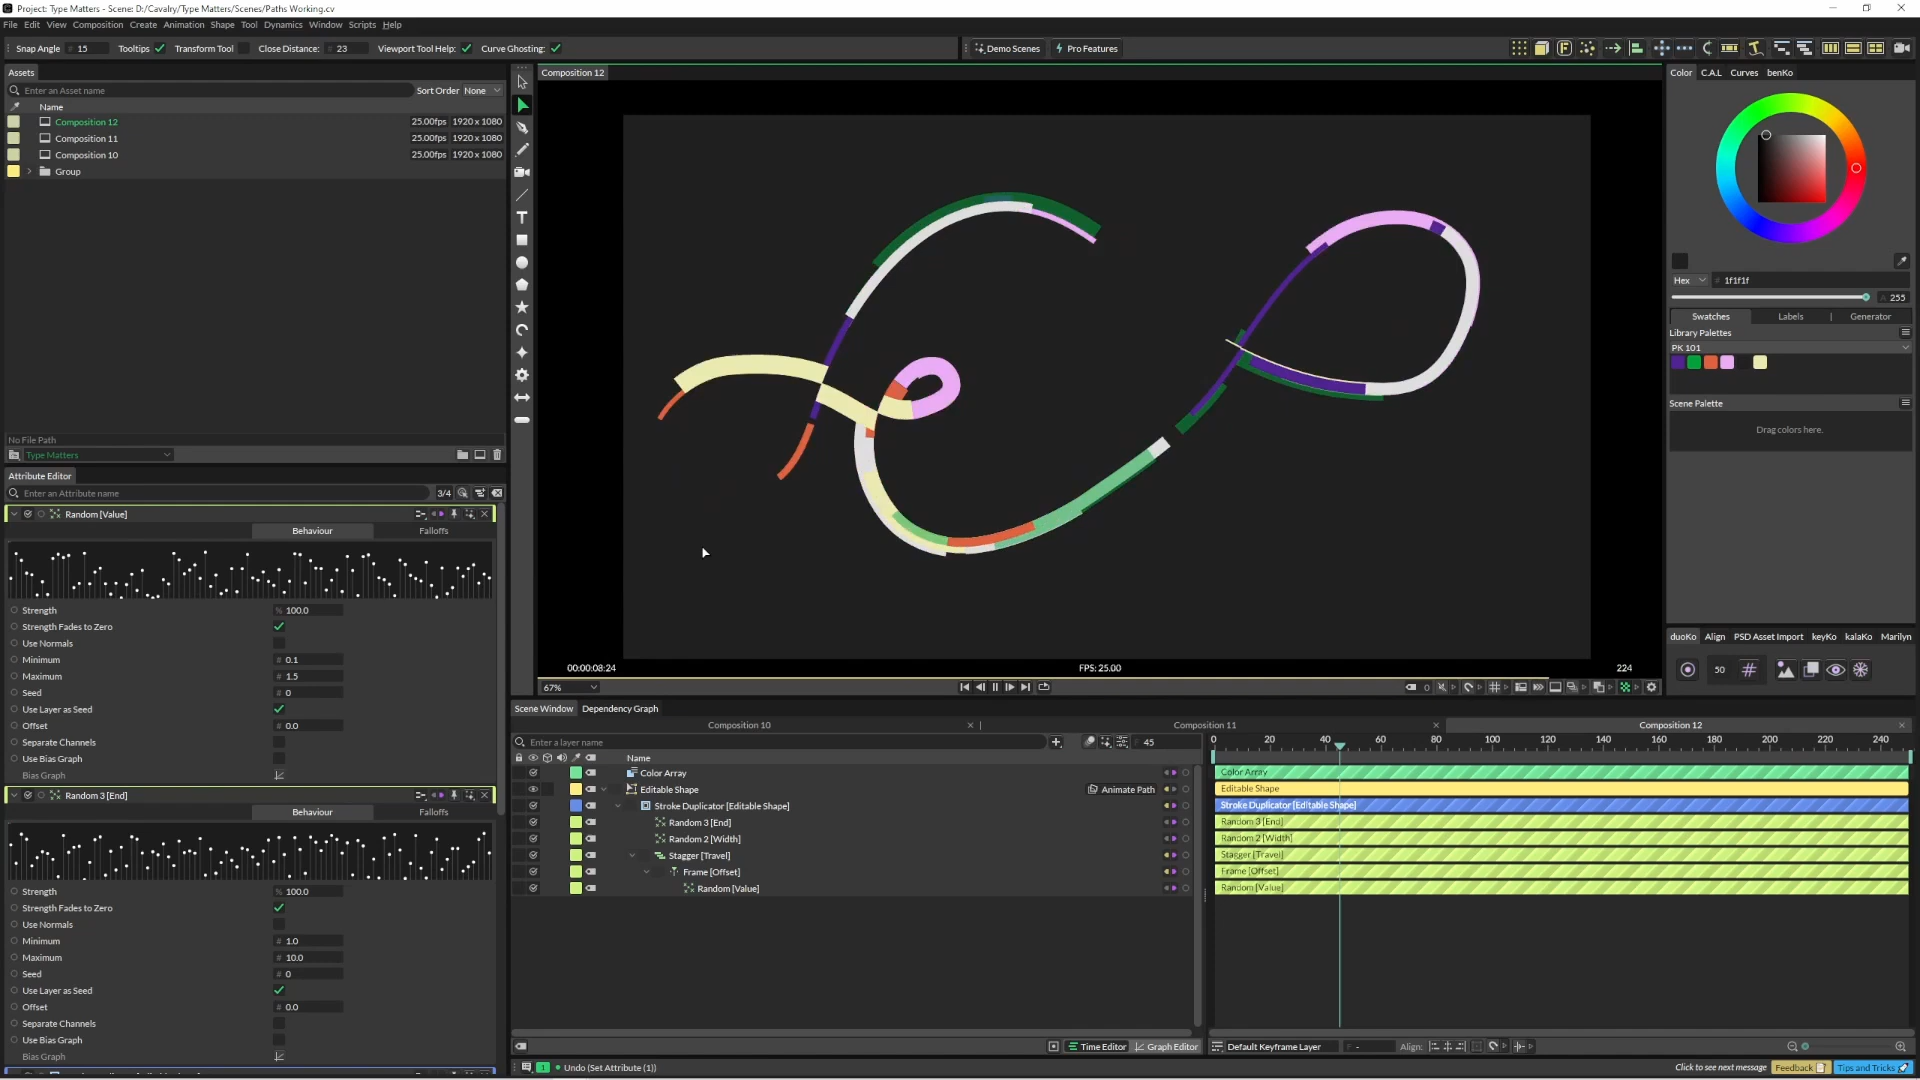 Project: Type Matters - Scene: D:/Cavalry/Type Matters/Scenes/Paths Working.cv
File Edit View Composition Create Animation Shape Tool Dynamics Window Scripts Help
Snap Angle 15 Tooltips Transform Tool Close Distance: 23 Viewport Tool Help: Curve Ghosting: Demo Scenes Pro Features
Assets
Enter an Asset name Sort Order None
Name
Composition 12 25.00fps 1920 x 1080
Composition 11 25.00fps 1920 x 1080
Composition 10 25.00fps 1920 x 1080
Group
No File Path
Type Matters
Attribute Editor
Enter an Attribute name 3/4
Random [Value]
Behaviour Falloffs
Strength % 100.0
Strength Fades to Zero
Use Normals
Minimum # 0.1
Maximum # 1.5
Seed # 0
Use Layer as Seed
Offset # 0.0
Separate Channels
Use Bias Graph
Bias Graph
Random 3 [End]
Behaviour Falloffs
Strength % 100.0
Strength Fades to Zero
Use Normals
Minimum # 1.0
Maximum # 10.0
Seed # 0
Use Layer as Seed
Offset # 0.0
Separate Channels
Use Bias Graph
Bias Graph
Composition 12
00:00:08:24 FPS: 25.00 224
67% 0
Color C.A.L Curves benKo
Hex # 1f1f1f
A 255
Swatches Labels Generator
Library Palettes
PK 101
Scene Palette
Drag colors here.
duoKo Align PSD Asset Import keyKo kalaKo Marilyn
50 #
Scene Window Dependency Graph
Composition 10 Composition 11 Composition 12
Enter a layer name 45
0 20 40 60 80 100 120 140 160 180 200 220 240
Name
Color Array Color Array
Editable Shape Animate Path Editable Shape
Stroke Duplicator [Editable Shape] Stroke Duplicator [Editable Shape]
Random 3 [End] Random 3 [End]
Random 2 [Width] Random 2 [Width]
Stagger [Travel] Stagger [Travel]
Frame [Offset] Frame [Offset]
Random [Value] Random [Value]
Time Editor Graph Editor Default Keyframe Layer F - Align:
1 Undo (Set Attribute (1)) Click to see next message Feedback Tips and Tricks